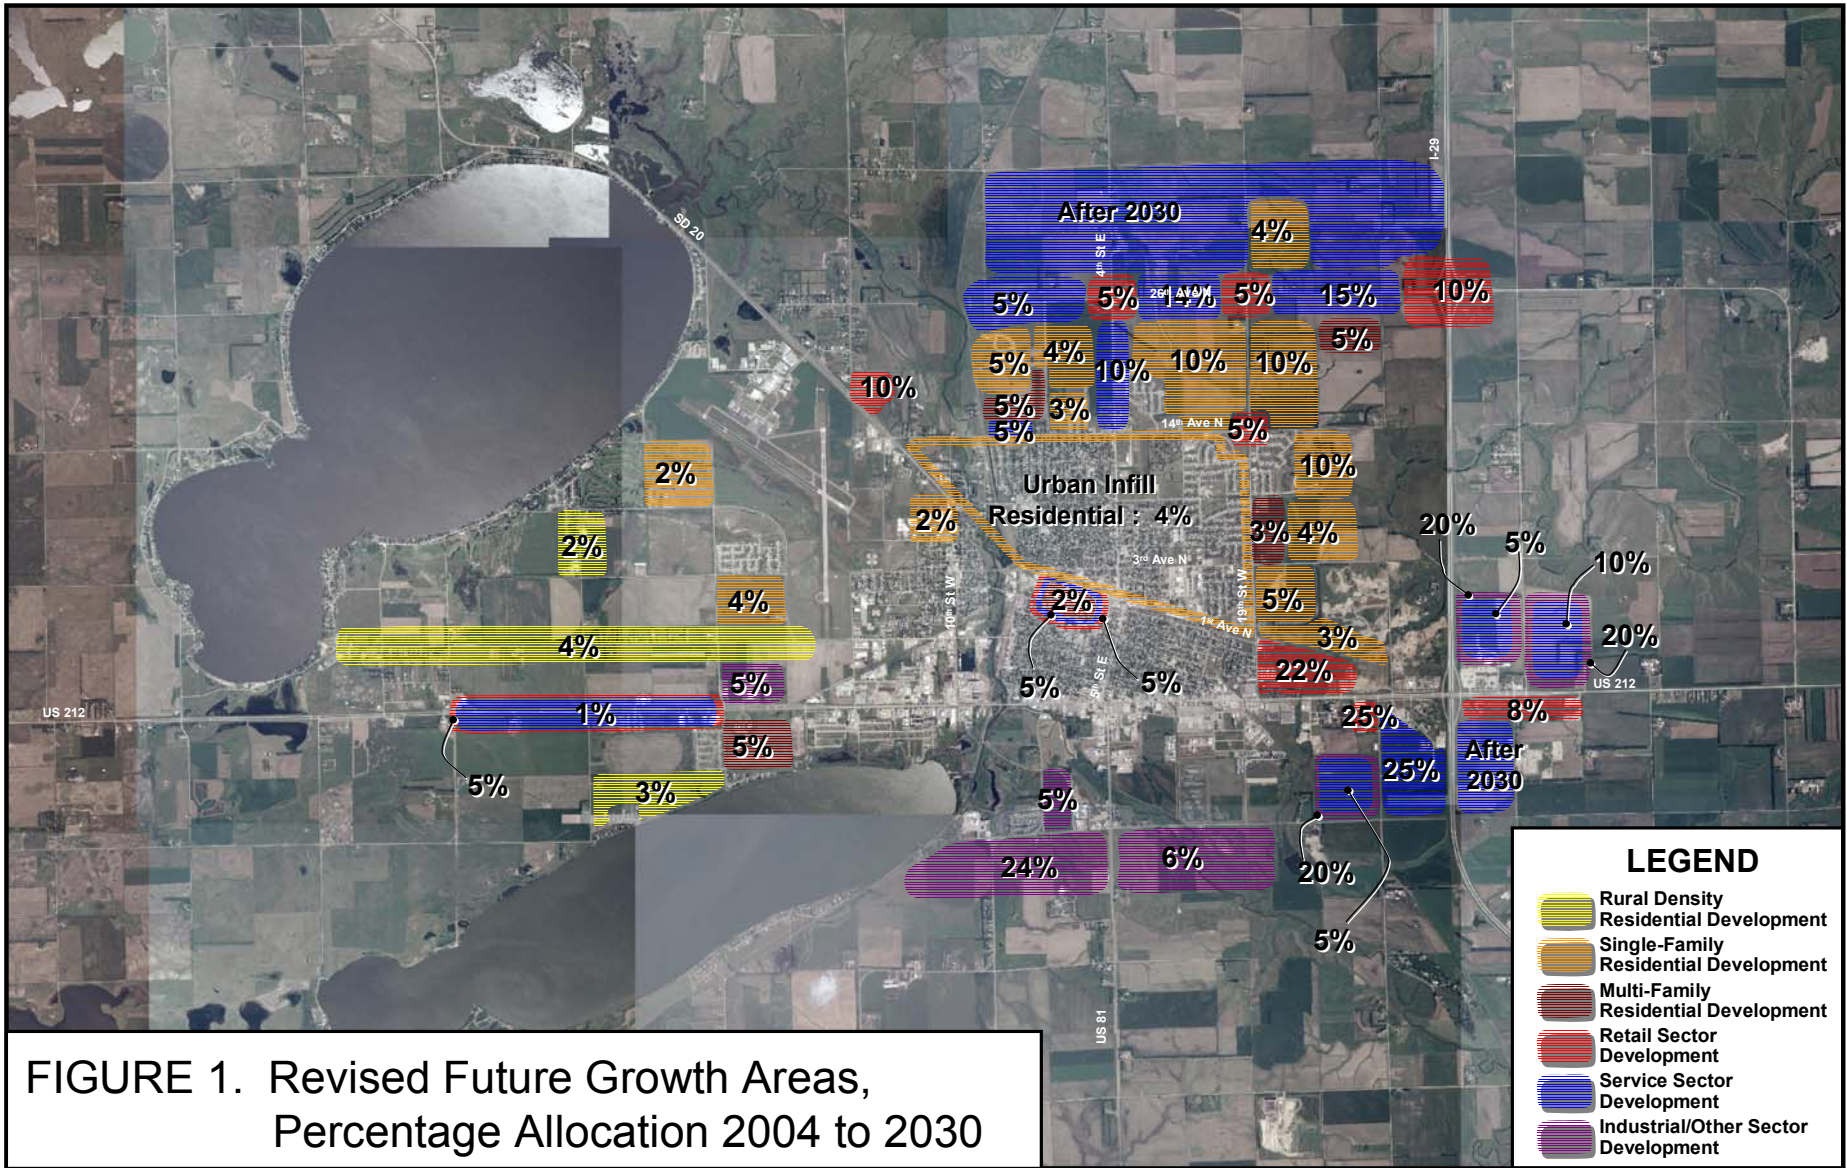 I-29
SD 20
After 2030
4th St E
4%
5%
5%
26th Ave N
14%
5%
15%
10%
5%
4%
10%
10%
10%
5%
10%
5%
5%
3%
14th Ave N
5%
2%
10%
Urban Infill
Residential : 4%
2%
3%
4%
2%
3rd Ave N
20%
5%
10%
4%
10th St W
2%
19th St W
5%
1st Ave N
3%
20%
4%
5%
5%
5th St E
5%
22%
US 212
US 212
1%
25%
8%
5%
After
2030
25%
5%
3%
5%
24%
6%
20%
5%
US 81
LEGEND
Rural Density
Residential Development
Single-Family
Residential Development
Multi-Family
Residential Development
Retail Sector
Development
Service Sector
Development
Industrial/Other Sector
Development
FIGURE 1. Revised Future Growth Areas,
Percentage Allocation 2004 to 2030